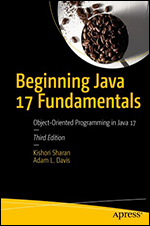 Beginning Java
17 Fundamentals
Object-Oriented Programming in Java 17
—
Third Edition
—
Kishori Sharan
Adam L. Davis
Apress®